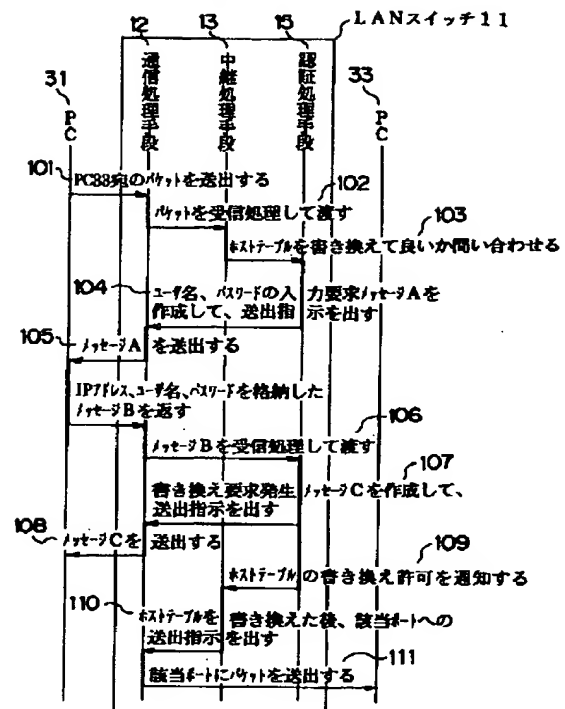 LANスイッチ11
12
13
15
通信処理手段
中継処理手段
認証処理手段
31
PC
33
PC
101
PC33宛のパケットを送出する
102
パケットを受信処理して渡す
103
ホストテーブルを書き換えて良いか問い合わせる
104
ユーザ名、パスワードの入力要求メッセージAを
作成して、送出指示を出す
105
メッセージAを送出する
IPアドレス、ユーザ名、パスワードを格納した
メッセージBを返す
106
メッセージBを受信処理して渡す
107
書き換え要求発生メッセージCを作成して、
送出指示を出す
108
メッセージCを送出する
109
ホストテーブルの書き換え許可を通知する
110
ホストテーブルを書き換えた後、該当ポートへの
送出指示を出す
111
該当ポートにパケットを送出する